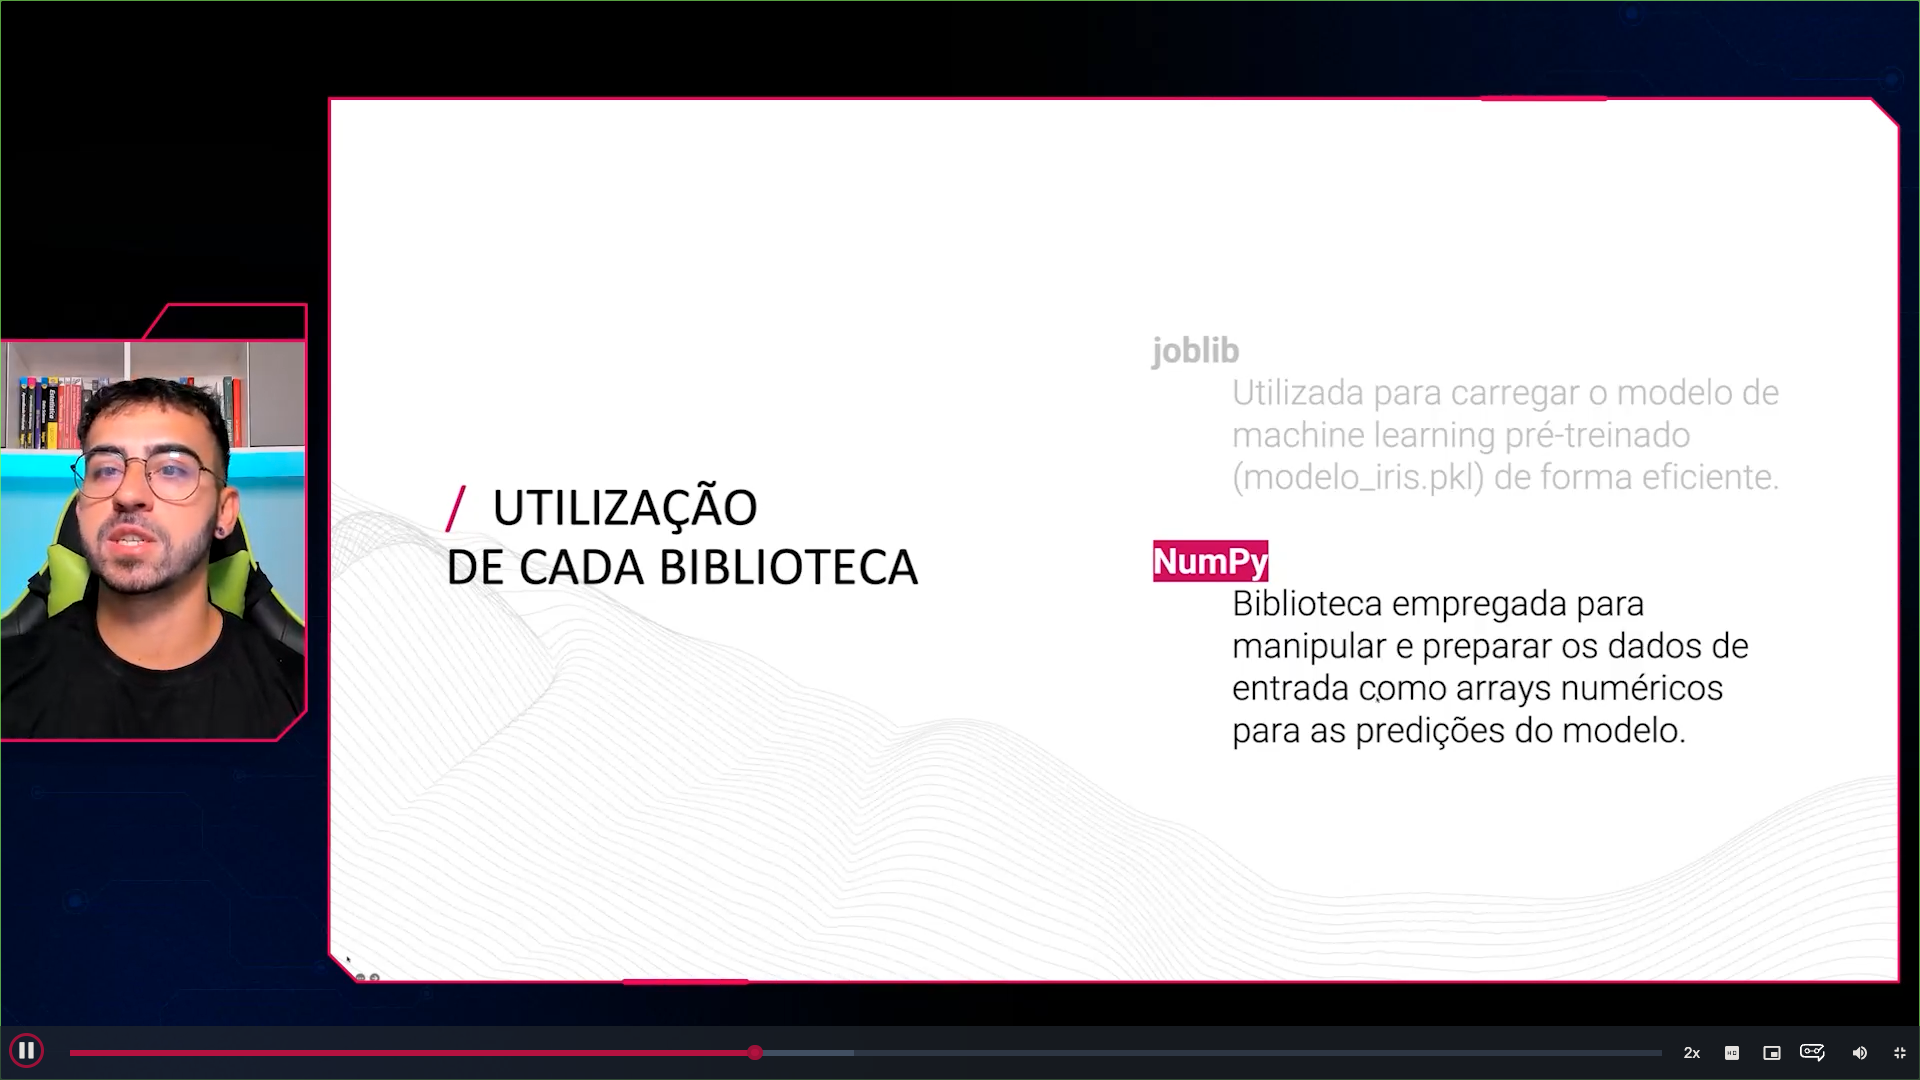 joblib
Utilizada para carregar o modelo de
machine learning pré-treinado
(modelo_iris.pkl) de forma eficiente.
/ UTILIZAÇÃO
DE CADA BIBLIOTECA
NumPy
Biblioteca empregada para
manipular e preparar os dados de
entrada como arrays numéricos
para as predições do modelo.
2x
HD